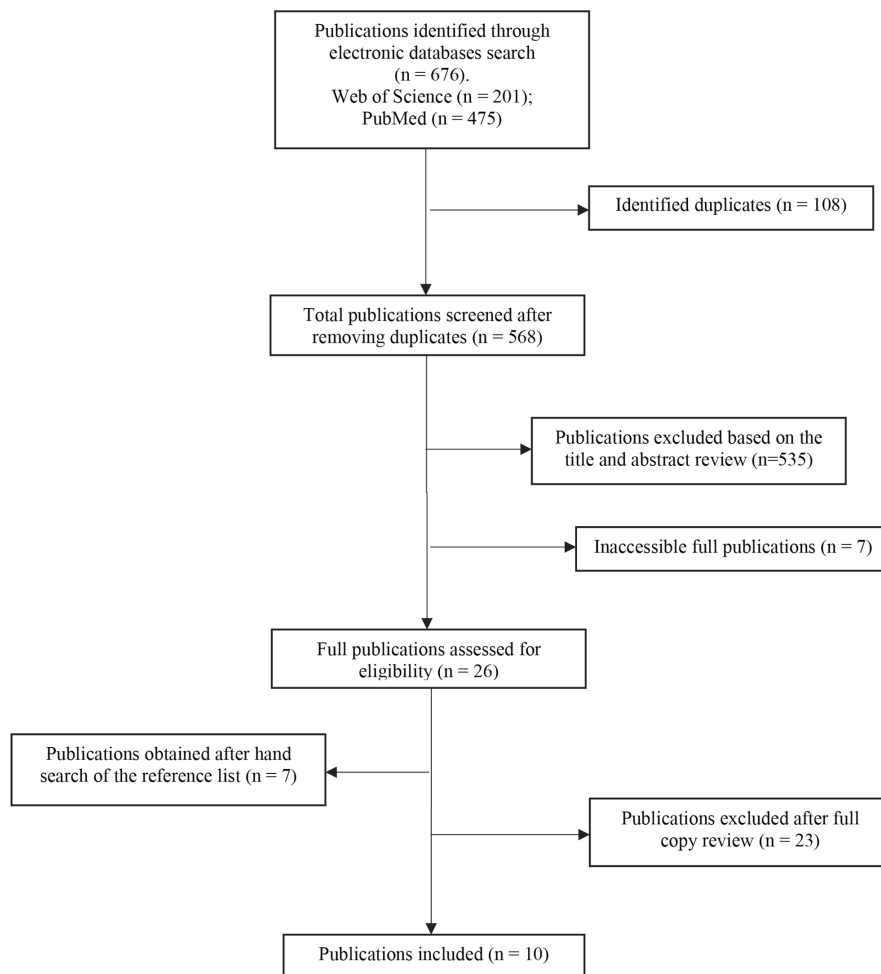 Publications identified through
electronic databases search
(n = 676).
Web of Science (n = 201);
PubMed (n = 475)
Identified duplicates (n = 108)
Total publications screened after
removing duplicates (n = 568)
Publications excluded based on the
title and abstract review (n=535)
Inaccessible full publications (n = 7)
Full publications assessed for
eligibility (n = 26)
Publications obtained after hand
search of the reference list (n = 7)
Publications excluded after full
copy review (n = 23)
Publications included (n = 10)